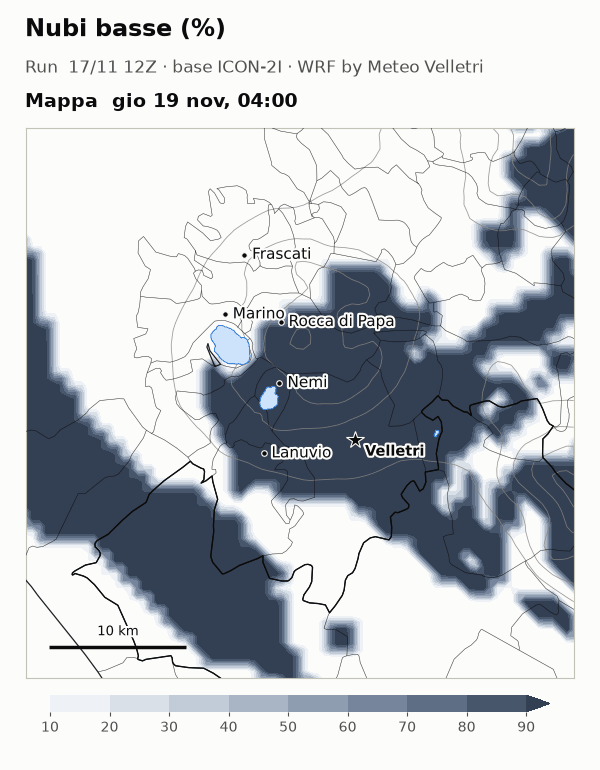 Nubi basse (%)
Run  17/11 12Z · base ICON-2I · WRF by Meteo Velletri
Mappa  gio 19 nov, 04:00
Frascati
Marino
Rocca di Papa
Nemi
Velletri
Lanuvio
10 km
10 20 30 40 50 60 70 80 90